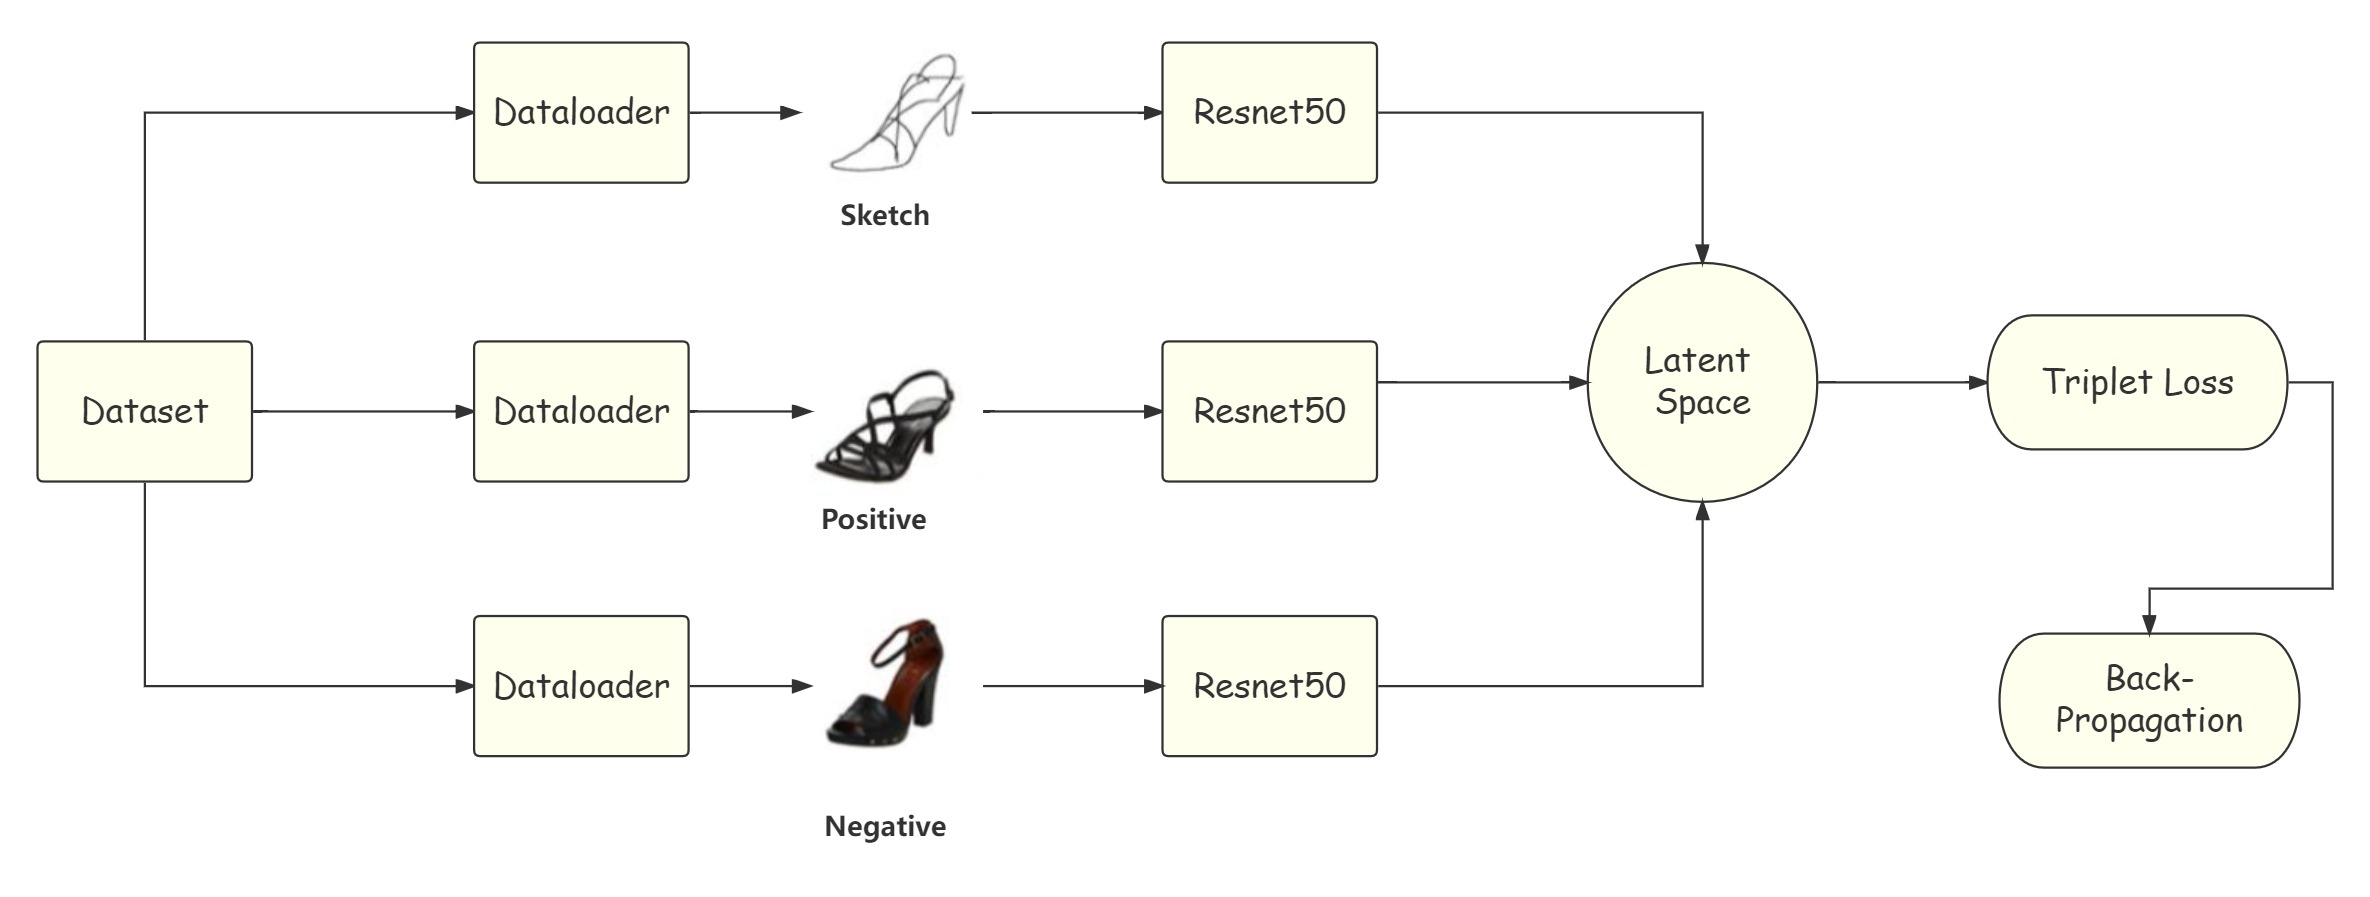 Dataloader
Sketch
Resnet50
Dataset
Dataloader
Positive
Resnet50
Latent
Space
Triplet Loss
Dataloader
Negative
Resnet50
Back-
Propagation